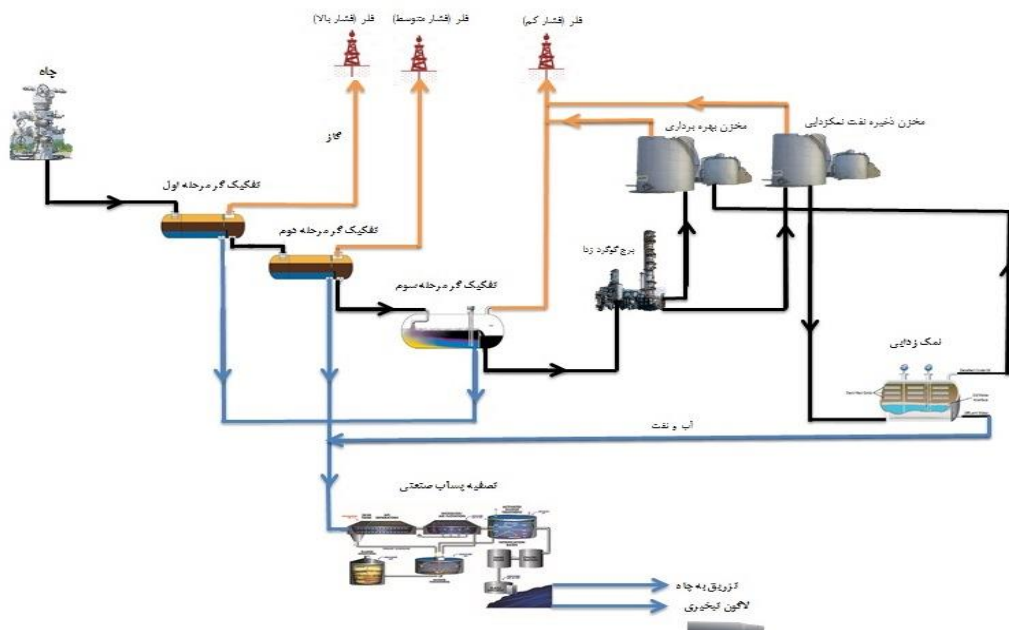 فلر (فشار بالا)
فلر (فشار متوسط)
فلر (فشار کم)
چاه
گاز
مخزن بهره برداری
مخزن ذخیره نفت نمکزدایی
تفکیک گر مرحله اول
تفکیک گر مرحله دوم
برج گوگرد زدا
تفکیک گر مرحله سوم
نمک زدایی
آب و نفت
تصفیه پساب صنعتی
تزریق به چاه
لاگون تبخیری